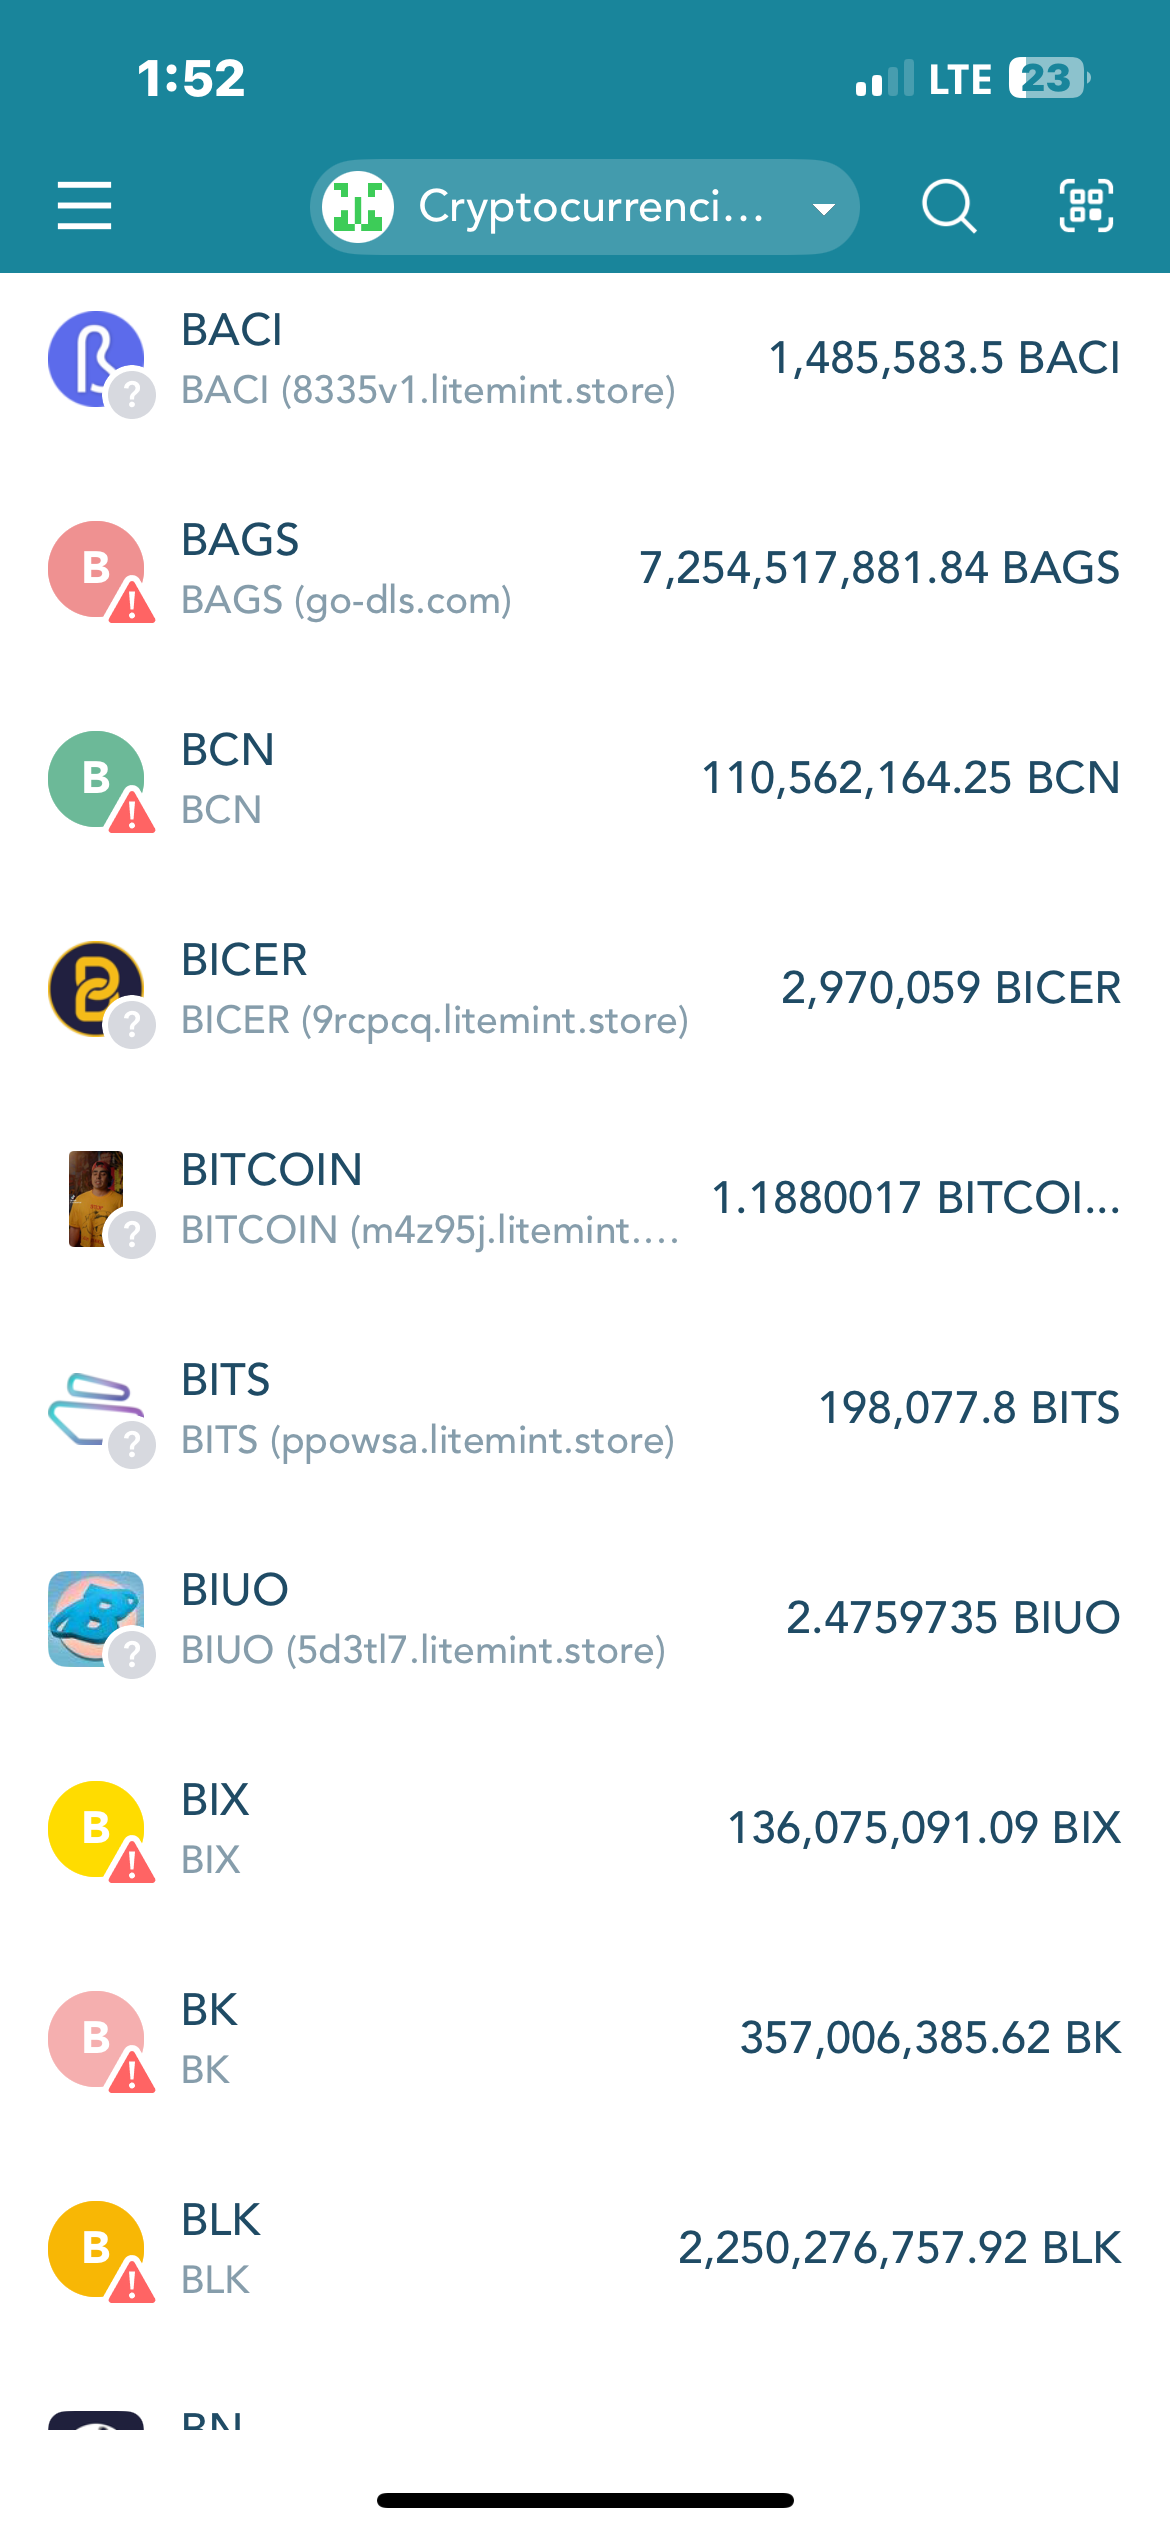 1:52
LTE 23
Cryptocurrenci...
BACI
1,485,583.5 BACI
BACI (8335v1.litemint.store)
B
BAGS
7,254,517,881.84 BAGS
BAGS (go-dls.com)
B
BCN
110,562,164.25 BCN
BCN
BICER
2,970,059 BICER
BICER (9rcpcq.litemint.store)
BITCOIN
1.1880017 BITCOI...
BITCOIN (m4z95j.litemint....
BITS
198,077.8 BITS
BITS (ppowsa.litemint.store)
BIUO
2.4759735 BIUO
BIUO (5d3tl7.litemint.store)
B
BIX
136,075,091.09 BIX
BIX
B
BK
357,006,385.62 BK
BK
B
BLK
2,250,276,757.92 BLK
BLK
BN